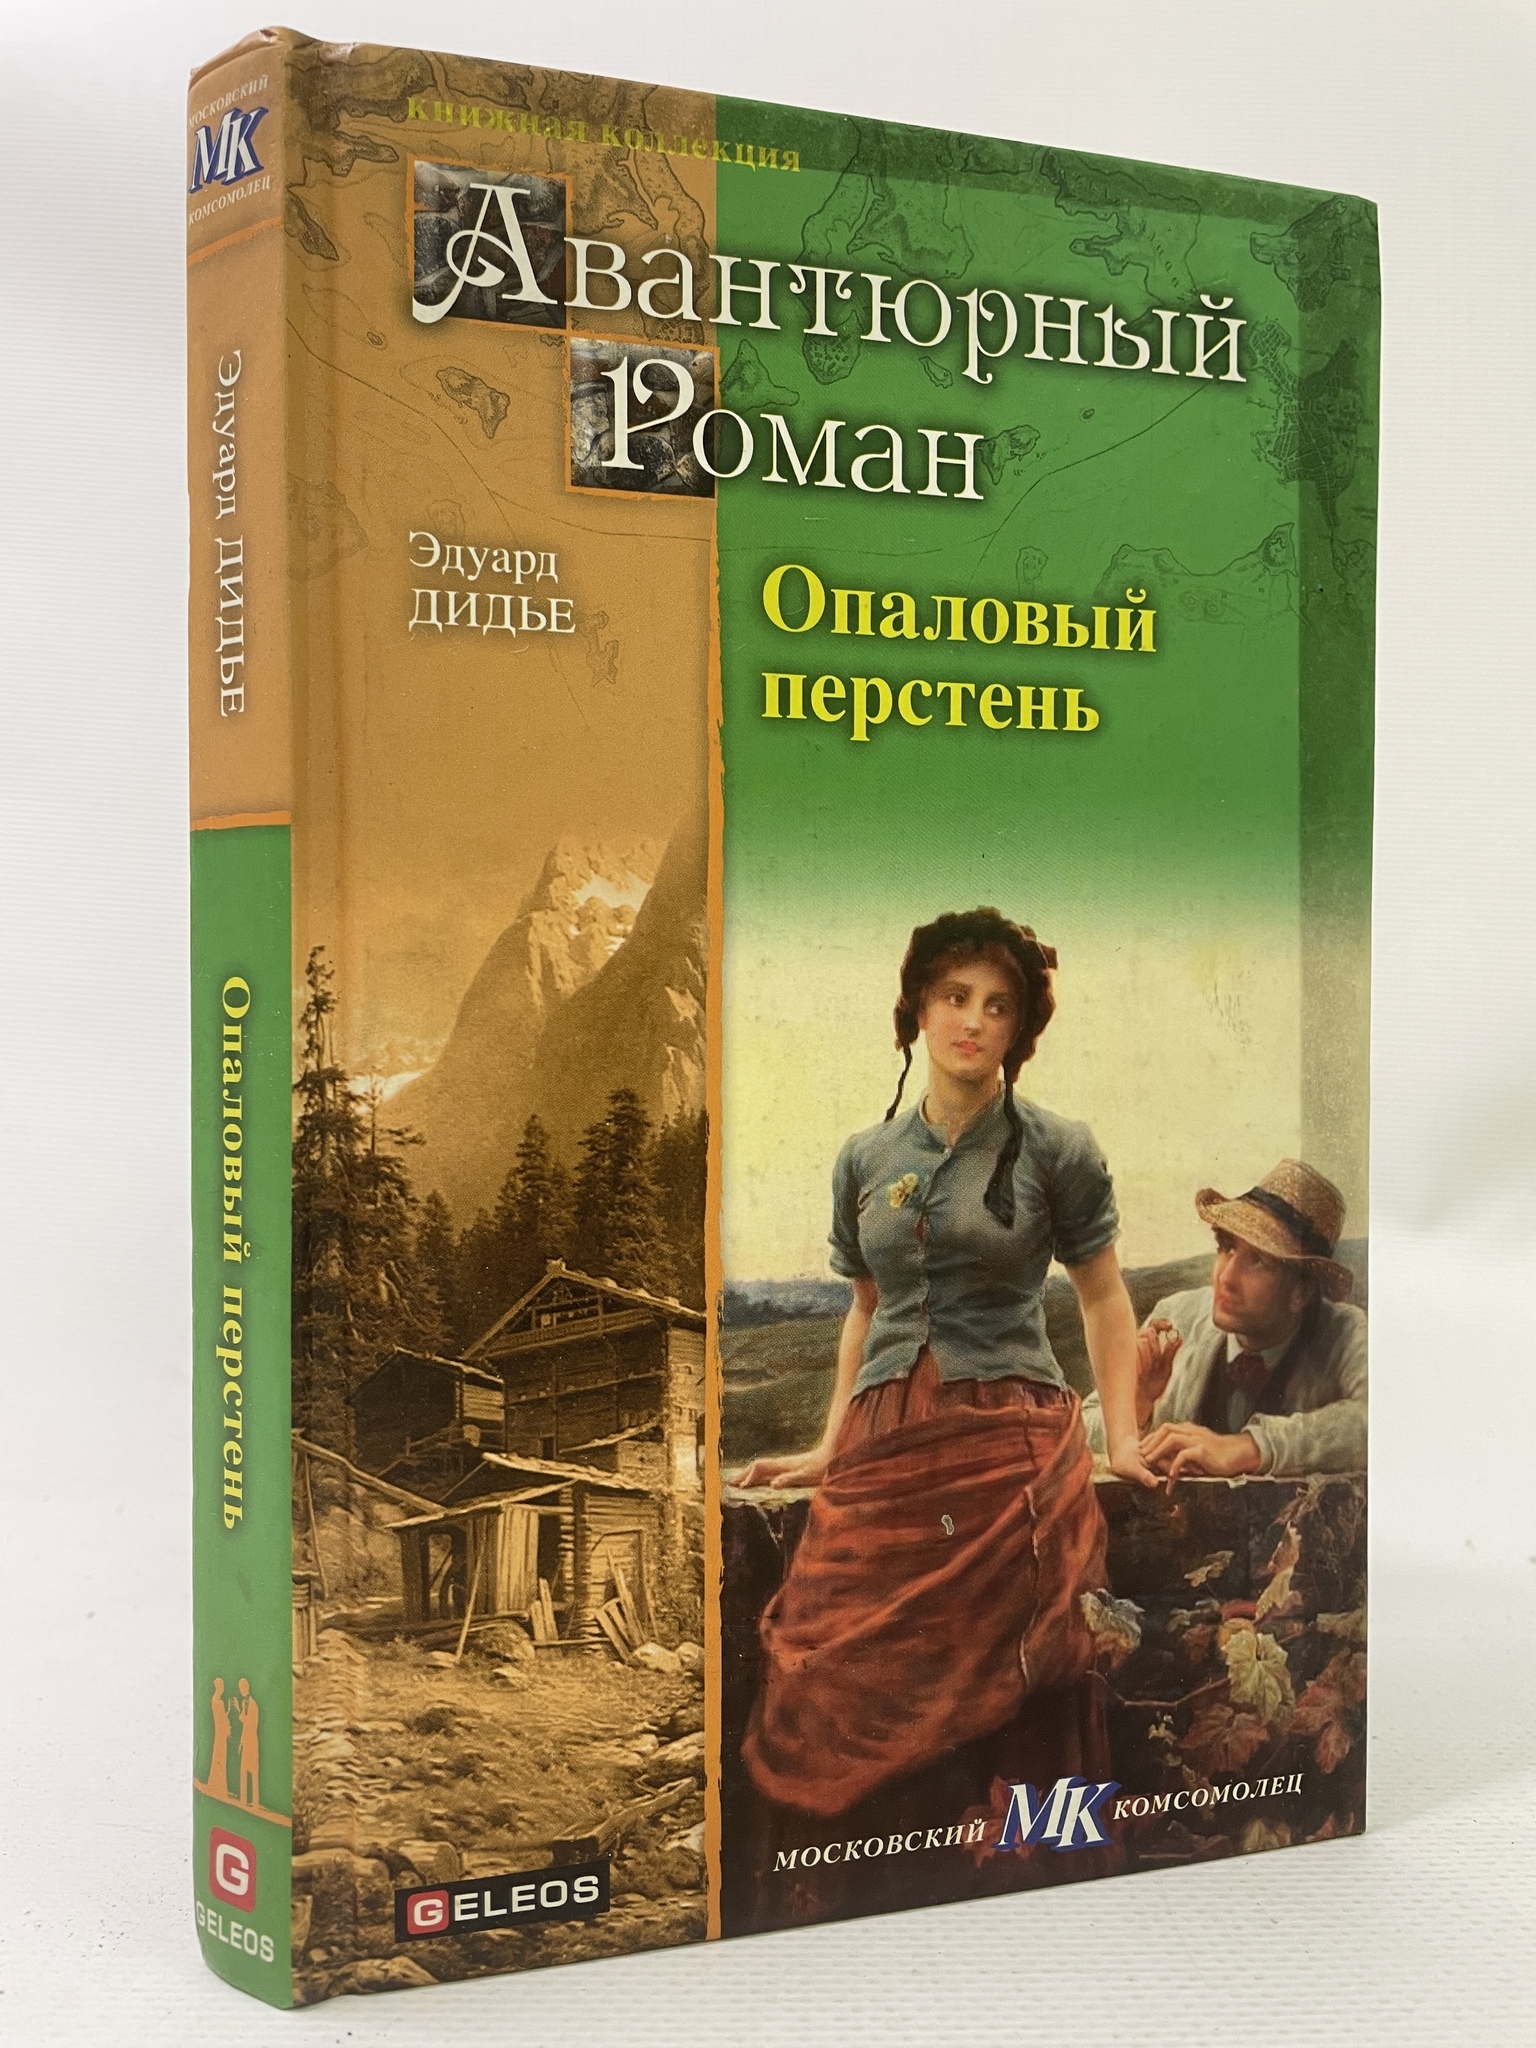 МОСКОВСКИЙ
МК
КОМСОМОЛЕЦ
Эдуард ДИДЬЕ
Опаловый перстень
G
GELEOS
книжная коллекция
Авантюрный
Роман
Эдуард
ДИДЬЕ
Опаловый
перстень
МОСКОВСКИЙ МК КОМСОМОЛЕЦ
GELEOS